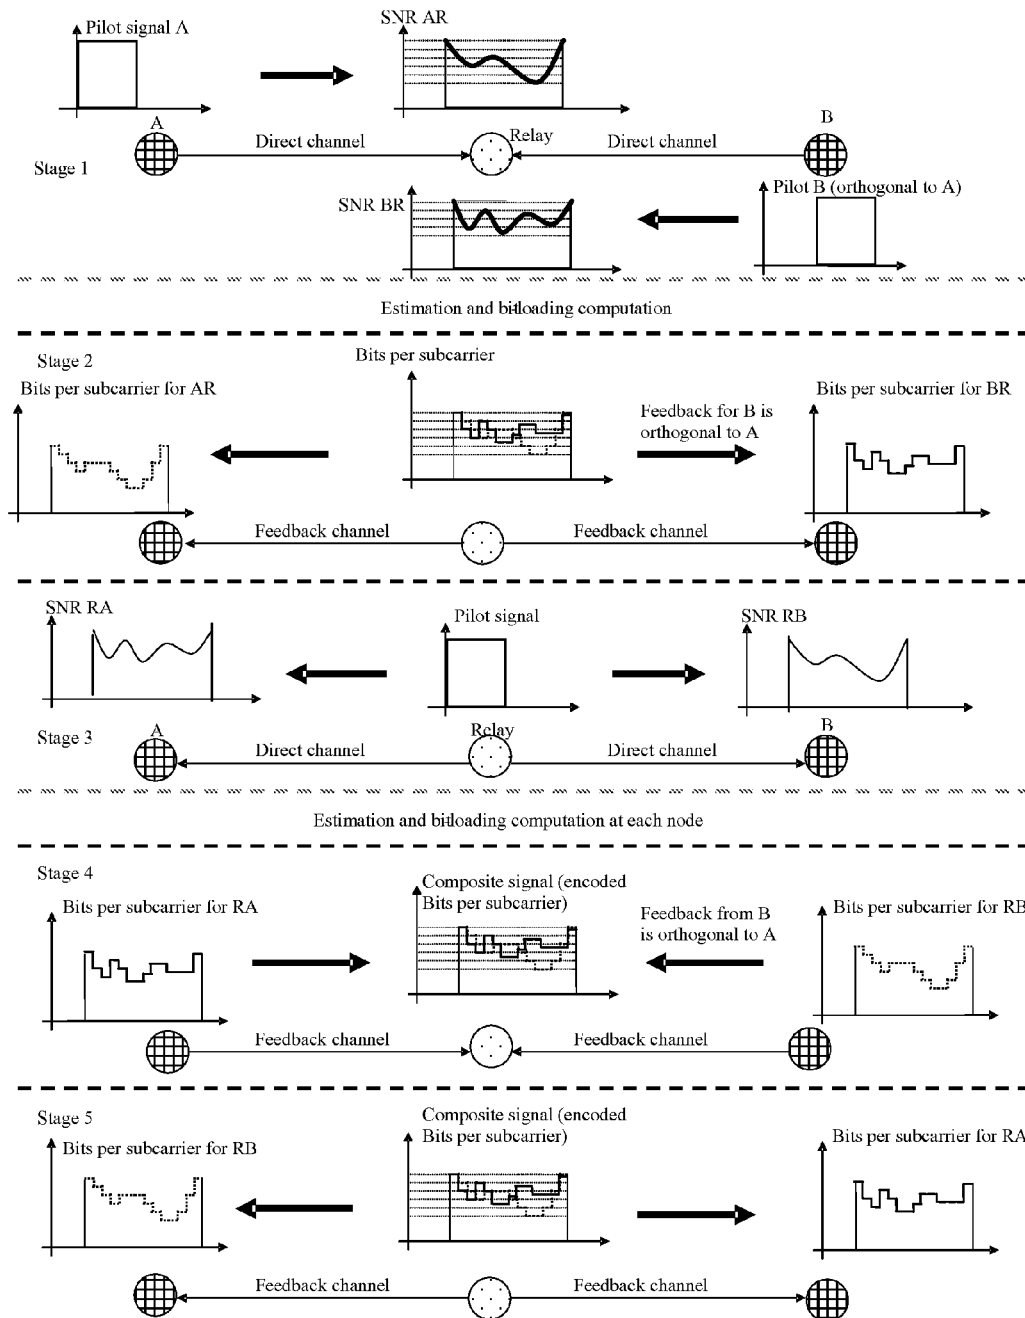 SNR AR
Pilot signal A
A
B
Relay
Direct channel
Direct channel
Stage 1
Pilot B (orthogonal to A)
SNR BR
Estimation and bit-loading computation
Stage 2
Bits per subcarrier
Bits per subcarrier for AR
Bits per subcarrier for BR
Feedback for B is
orthogonal to A
Feedback channel
Feedback channel
SNR RA
Pilot signal
SNR RB
A
Relay
B
Stage 3
Direct channel
Direct channel
Estimation and bit-loading computation at each node
Stage 4
Composite signal (encoded
Bits per subcarrier)
Bits per subcarrier for RA
Feedback from B
is orthogonal to A
Bits per subcarrier for RB
Feedback channel
Feedback channel
Stage 5
Composite signal (encoded
Bits per subcarrier)
Bits per subcarrier for RB
Bits per subcarrier for RA
Feedback channel
Feedback channel